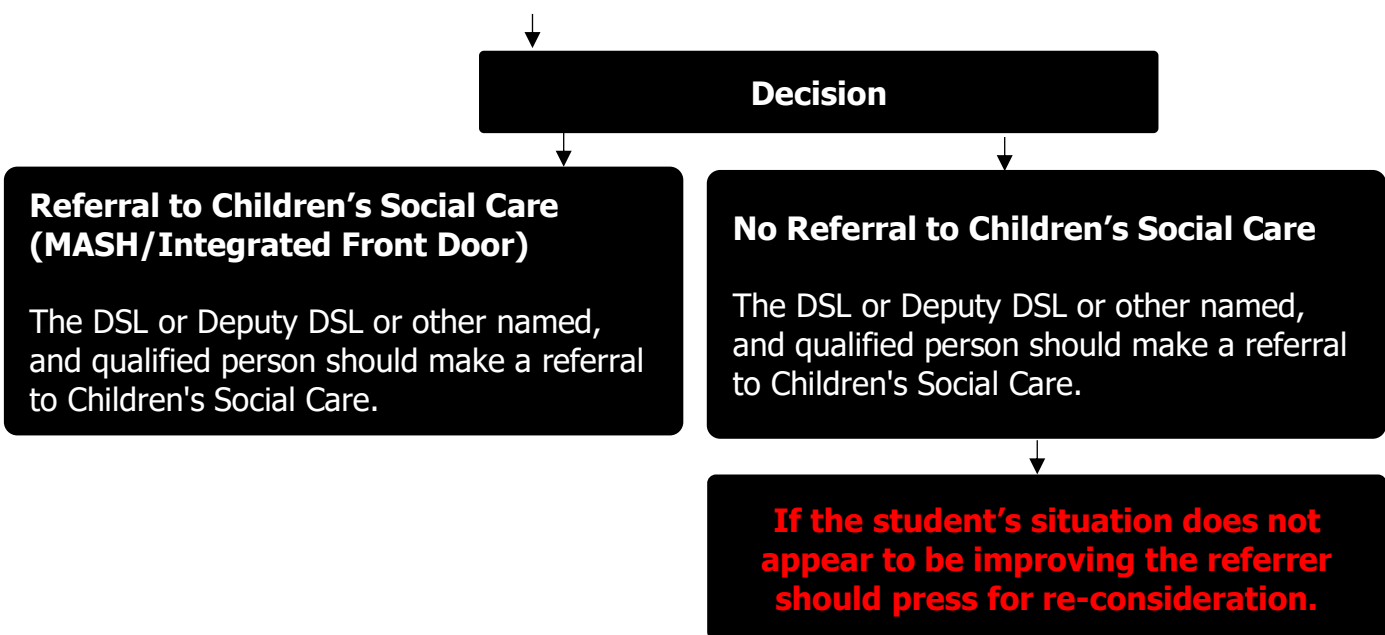 Decision
Referral to Children’s Social Care
(MASH/Integrated Front Door)
The DSL or Deputy DSL or other named,
and qualified person should make a referral
to Children's Social Care.
No Referral to Children’s Social Care
The DSL or Deputy DSL or other named,
and qualified person should make a referral
to Children's Social Care.
If the student’s situation does not
appear to be improving the referrer
should press for re-consideration.